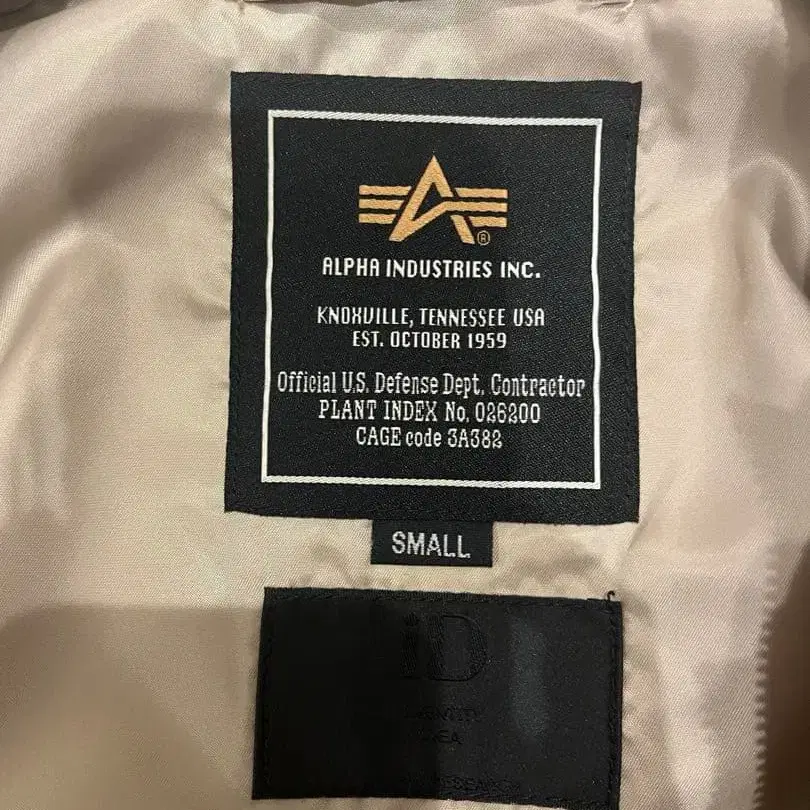 ALPHA INDUSTRIES INC.
KNOXVILLE, TENNESSEE USA
EST. OCTOBER 1959
Official U.S. Defense Dept. Contractor
PLANT INDEX No. 026200
CAGE code 3A382
SMALL
iD